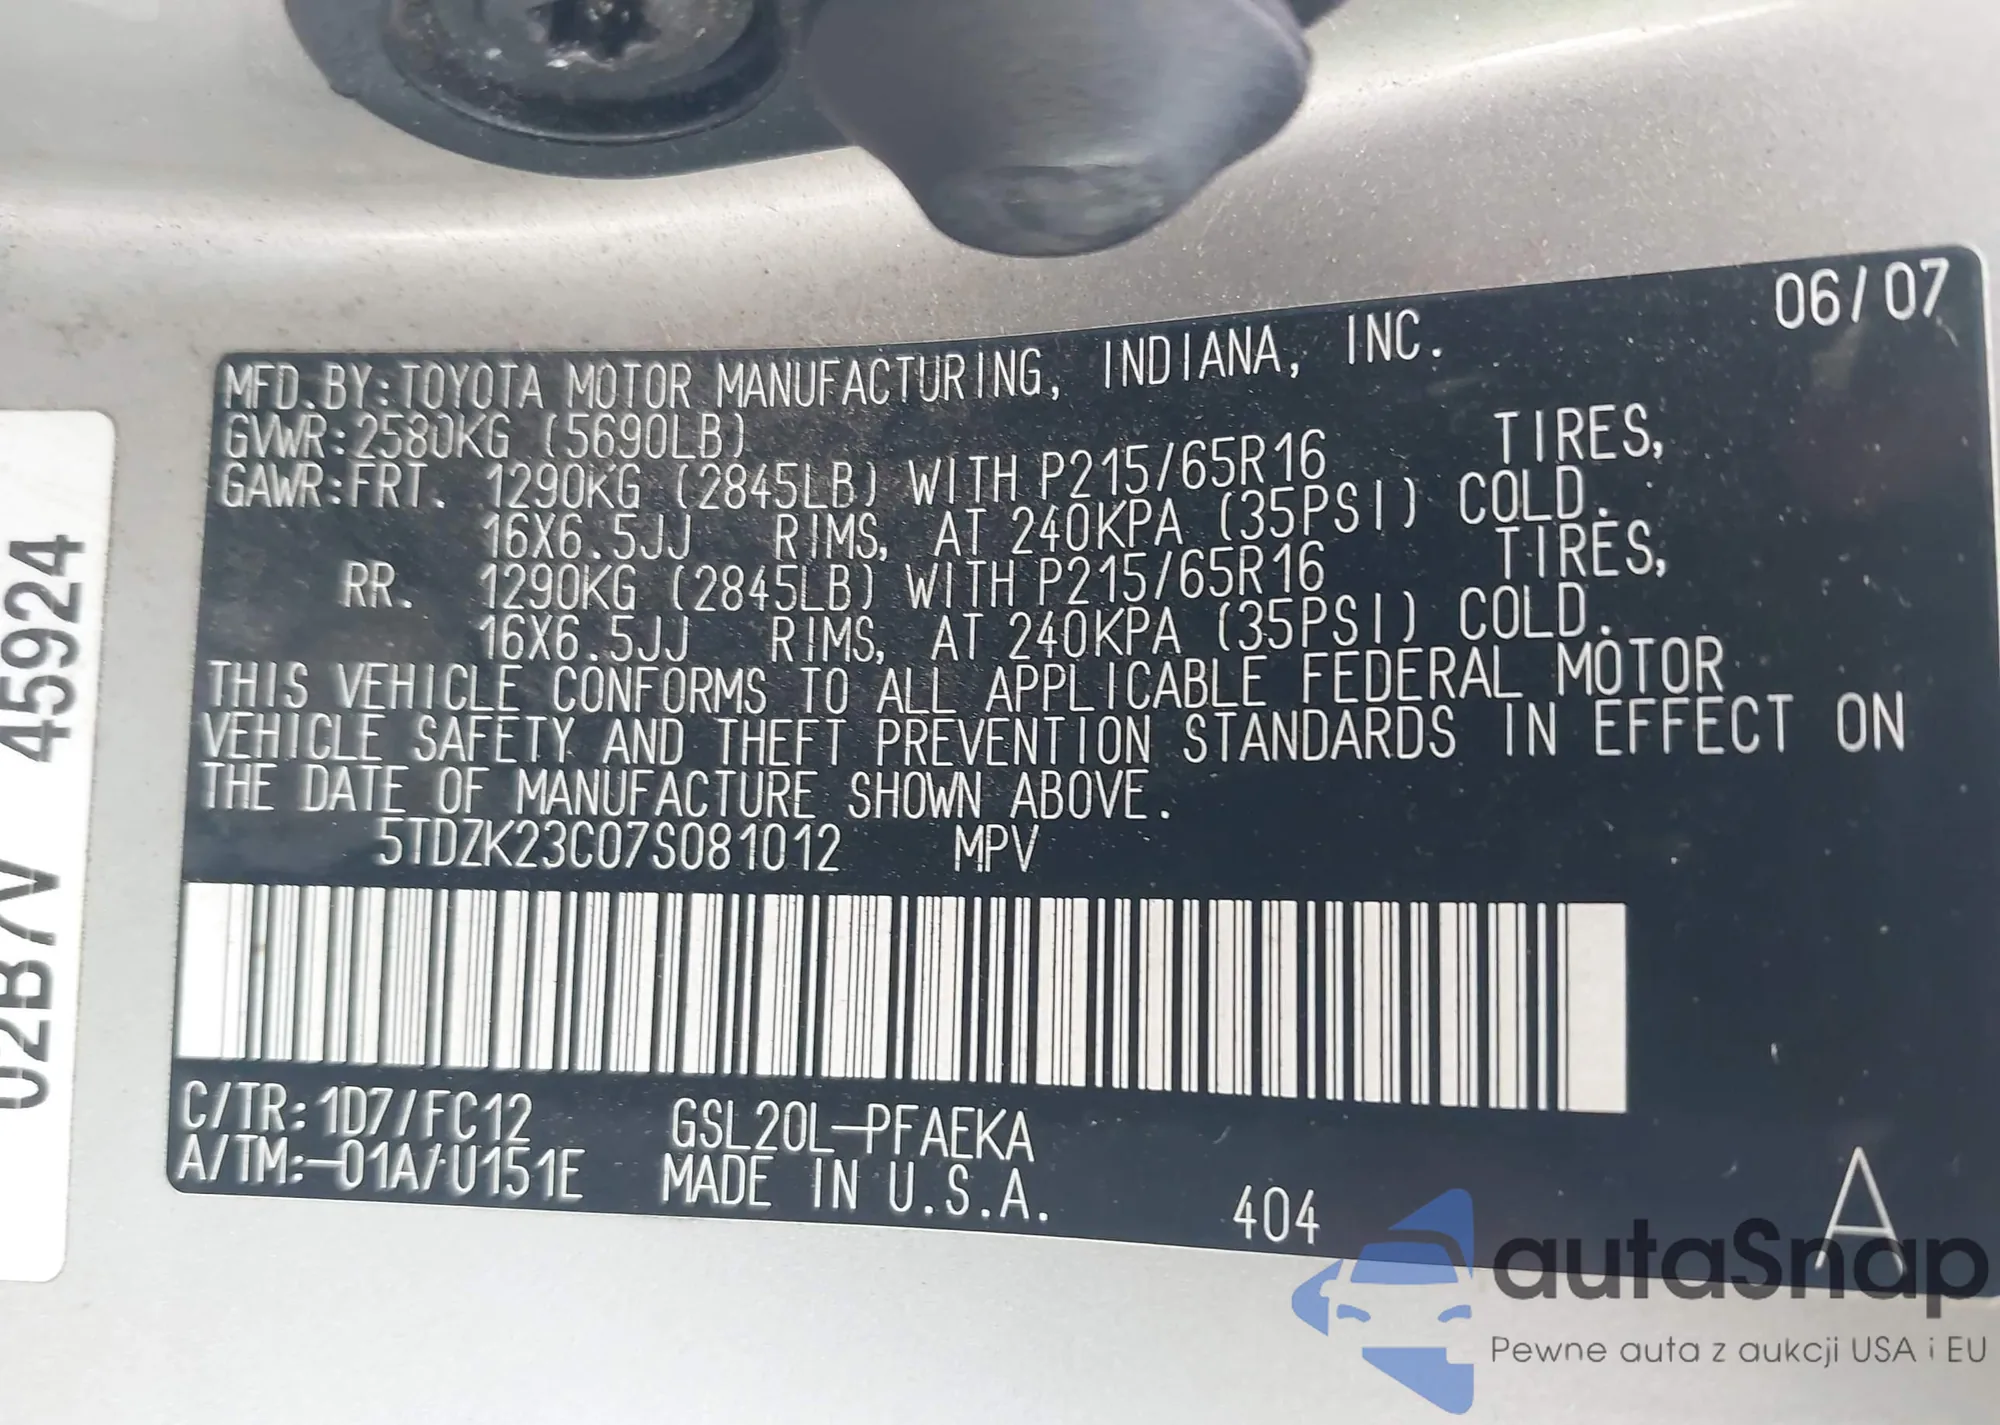 06/07
MFD.BY:TOYOTA MOTOR MANUFACTURING, INDIANA, INC.
GVWR:2580KG (5690LB)
GAWR:FRT. 1290KG (2845LB) WITH P215/65R16 TIRES,
16X6.5JJ RIMS, AT 240KPA (35PSI) COLD.
RR. 1290KG (2845LB) WITH P215/65R16 TIRES,
16X6.5JJ RIMS, AT 240KPA (35PSI) COLD.
THIS VEHICLE CONFORMS TO ALL APPLICABLE FEDERAL MOTOR
VEHICLE SAFETY AND THEFT PREVENTION STANDARDS IN EFFECT ON
THE DATE OF MANUFACTURE SHOWN ABOVE.
5TDZK23C07S081012 MPV
C/TR:1D7/FC12 GSL20L-PFAEKA
A/TM:-01A/U151E MADE IN U.S.A. 404 A
02B7V 45924
autaSnap
Pewne auta z aukcji USA i EU